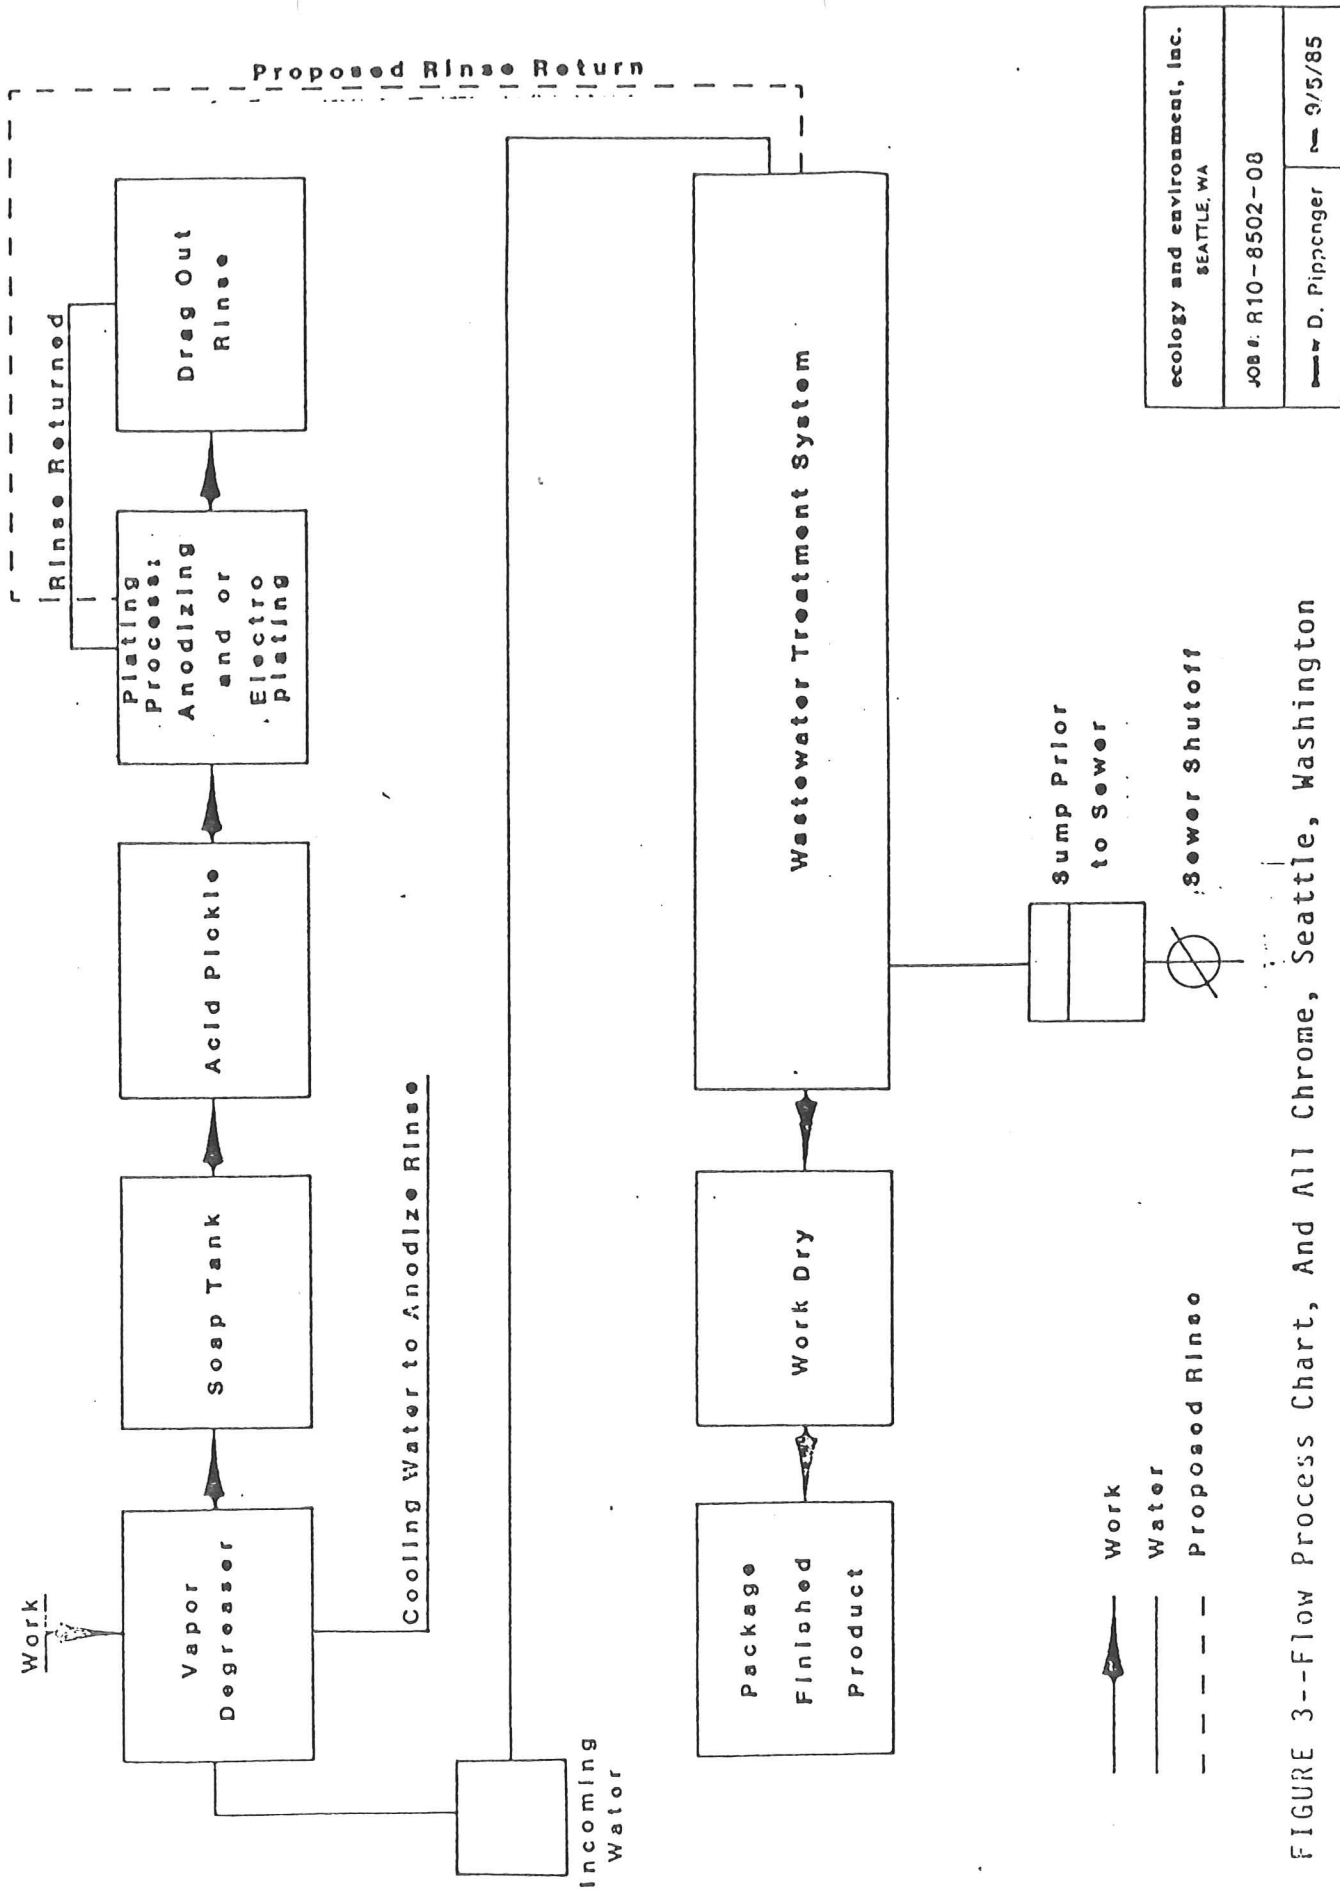 Work
Vapor
Degreaser
Soap Tank
Acid Pickle
Plating
Process:
Anodizing
and or
Electro
plating
Drag Out
Rinse
Rinse Returned
Proposed Rinse Return
Cooling Water to Anodize Rinse
Incoming
Water
Package
Finished
Product
Work Dry
Wastewater Treatment System
Sump Prior
to Sewer
Sewer Shutoff
Work
Water
Proposed Rinse
ecology and environment, inc.
SEATTLE, WA
JOB #: R10-8502-08
D. Pippenger
9/5/85
FIGURE 3--Flow Process Chart, And All Chrome, Seattle, Washington